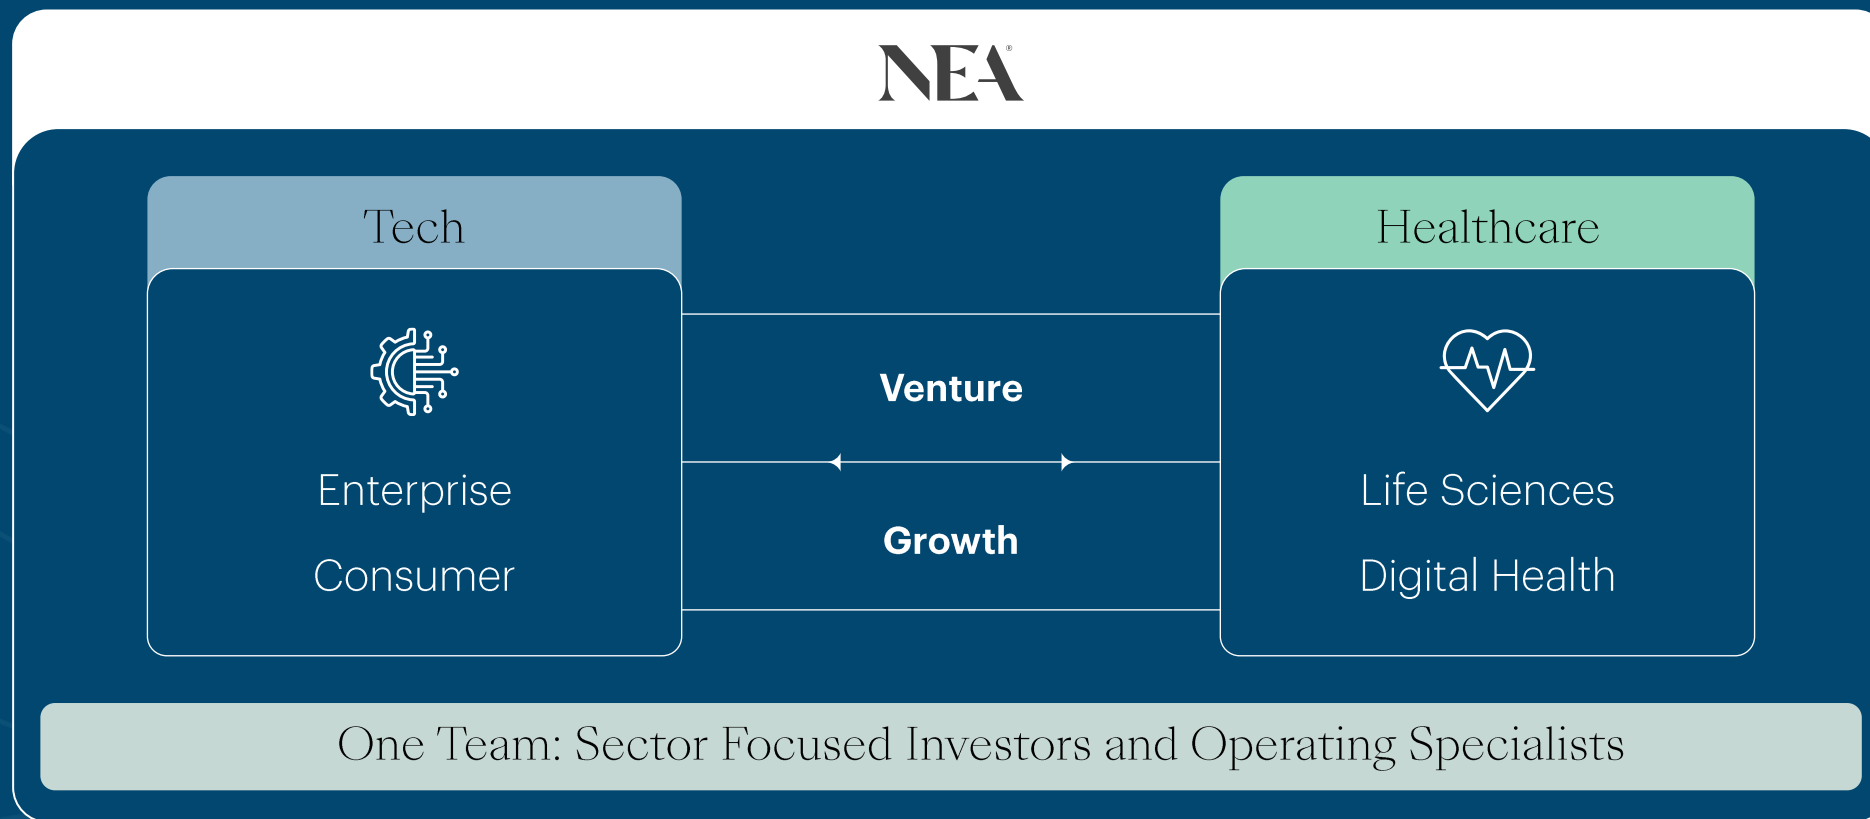 NEA®
Tech
Healthcare
Venture
Enterprise
Life Sciences
Growth
Consumer
Digital Health
One Team: Sector Focused Investors and Operating Specialists